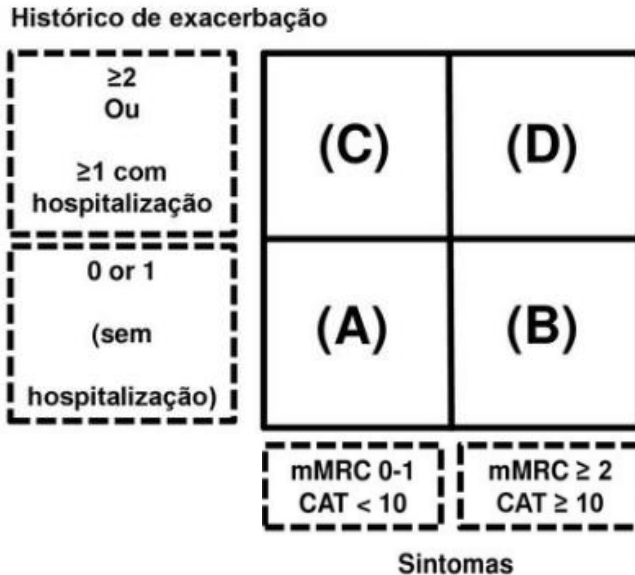 Histórico de exacerbação
≥2
Ou
≥1 com
hospitalização
(C)
(D)
0 or 1
(sem
hospitalização)
(A)
(B)
mMRC 0-1
CAT < 10
mMRC ≥ 2
CAT ≥ 10
Sintomas